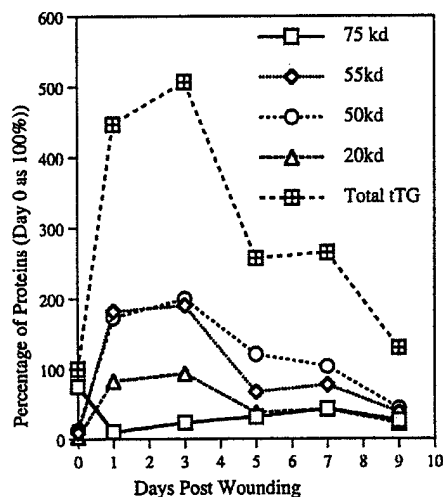 Percentage of Proteins (Day 0 as 100%))
600
500
400
300
200
100
0
75 kd
55kd
50kd
20kd
Total tTG
0 1 2 3 4 5 6 7 8 9 10
Days Post Wounding